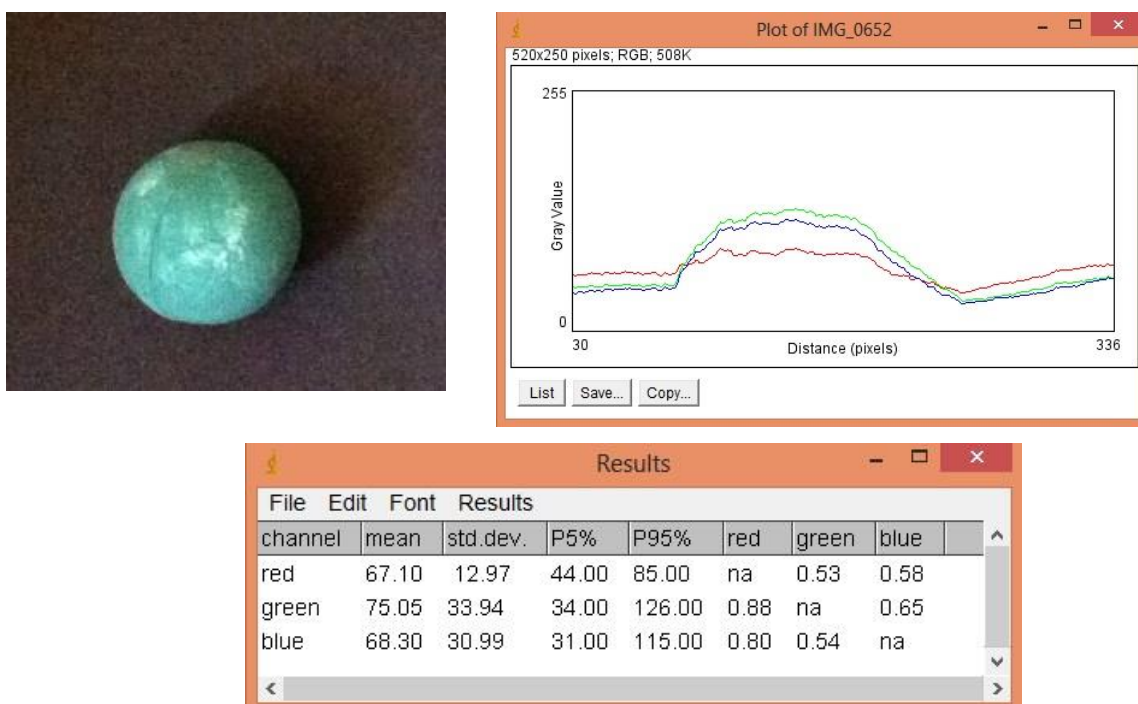 Plot of IMG_0652
520x250 pixels; RGB; 508K
255
Gray Value
0
30
Distance (pixels)
336
List Save... Copy...
Results
File Edit Font Results
channel mean std.dev. P5% P95% red green blue
red 67.10 12.97 44.00 85.00 na 0.53 0.58
green 75.05 33.94 34.00 126.00 0.88 na 0.65
blue 68.30 30.99 31.00 115.00 0.80 0.54 na